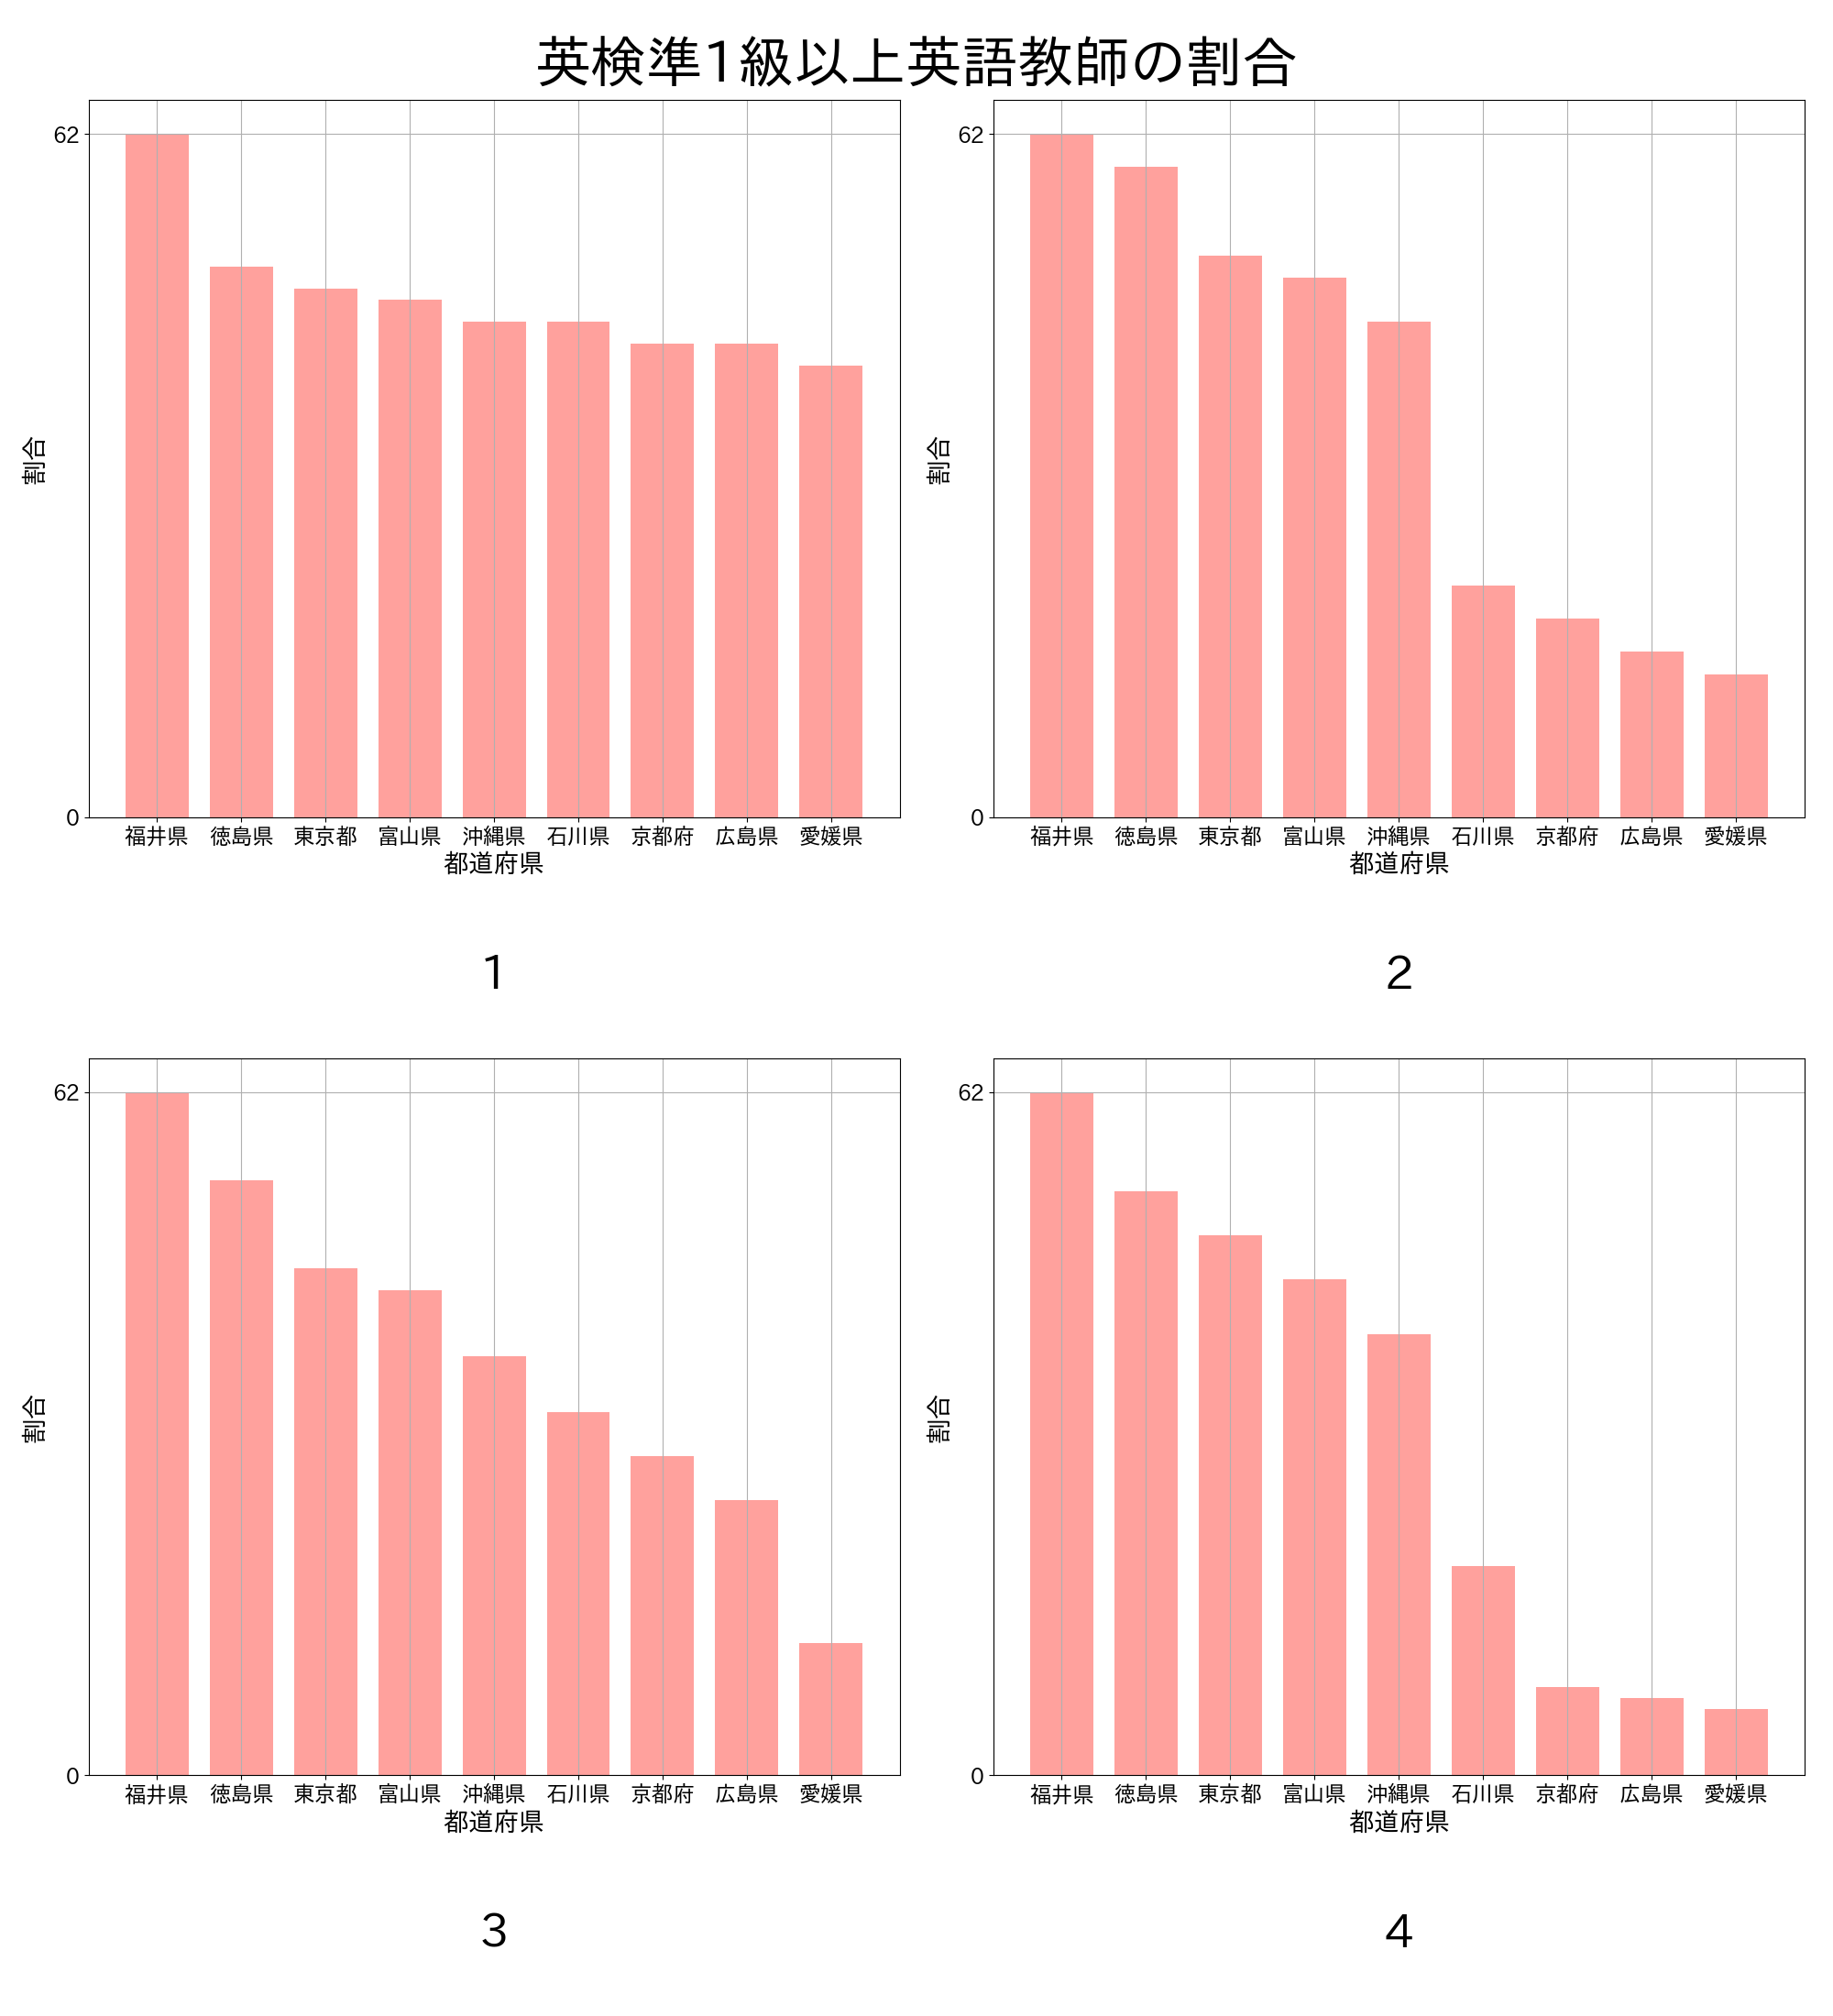 英検準1級以上英語教師の割合
62
0
割合
福井県 徳島県 東京都 富山県 沖縄県 石川県 京都府 広島県 愛媛県
都道府県
1
62
0
割合
福井県 徳島県 東京都 富山県 沖縄県 石川県 京都府 広島県 愛媛県
都道府県
2
62
0
割合
福井県 徳島県 東京都 富山県 沖縄県 石川県 京都府 広島県 愛媛県
都道府県
3
62
0
割合
福井県 徳島県 東京都 富山県 沖縄県 石川県 京都府 広島県 愛媛県
都道府県
4